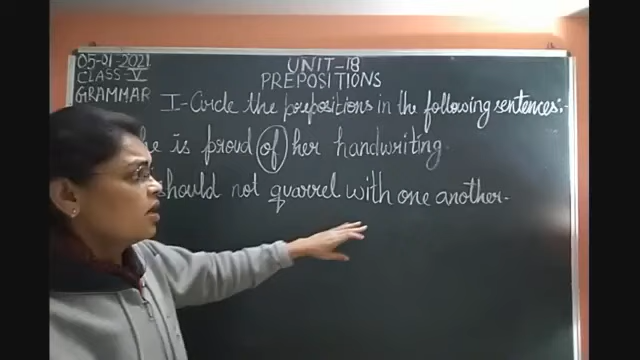 05-01-2021
UNIT-18
CLASS-V
PREPOSITIONS
GRAMMAR
I-Circle the prepositions in the following sentences:-
is proud of her handwriting.
should not quarrel with one another.